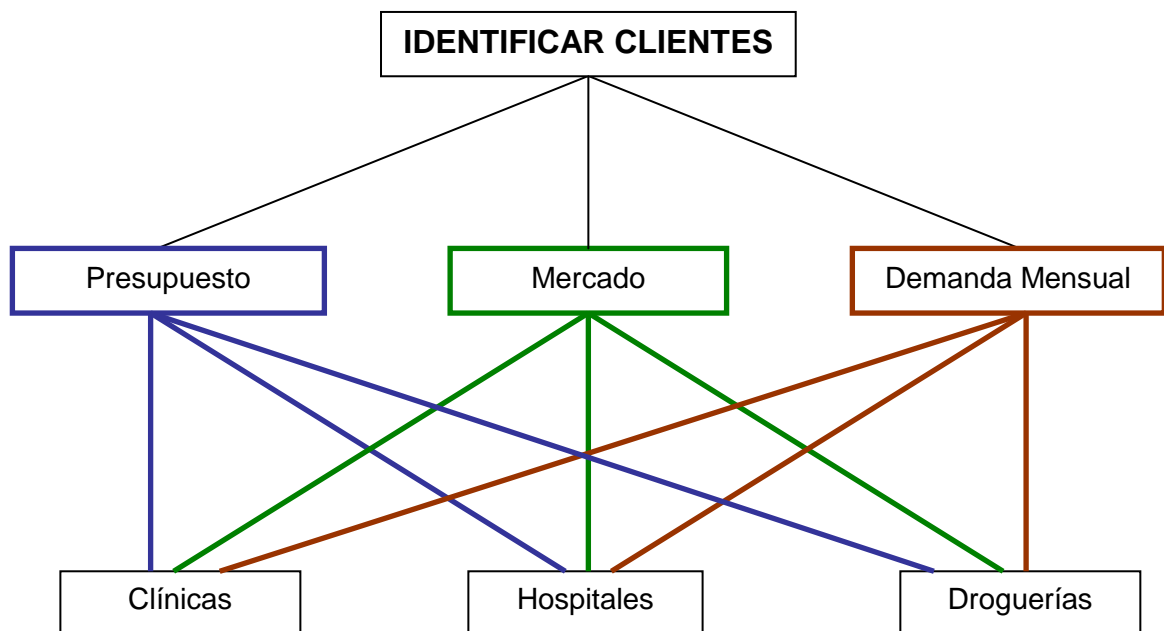 IDENTIFICAR CLIENTES
Presupuesto
Mercado
Demanda Mensual
Clínicas
Hospitales
Droguerías